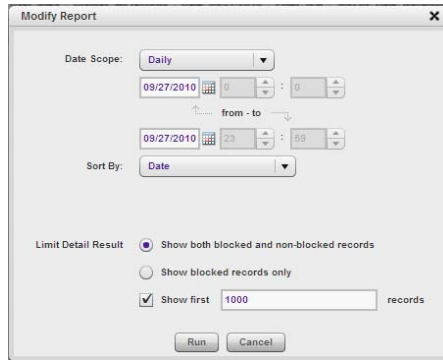 Modify Report
Date Scope: Daily
09/27/2010 0 : 0
from - to
09/27/2010 23 : 59
Sort By: Date
Limit Detail Result Show both blocked and non-blocked records
Show blocked records only
Show first 1000 records
Run Cancel